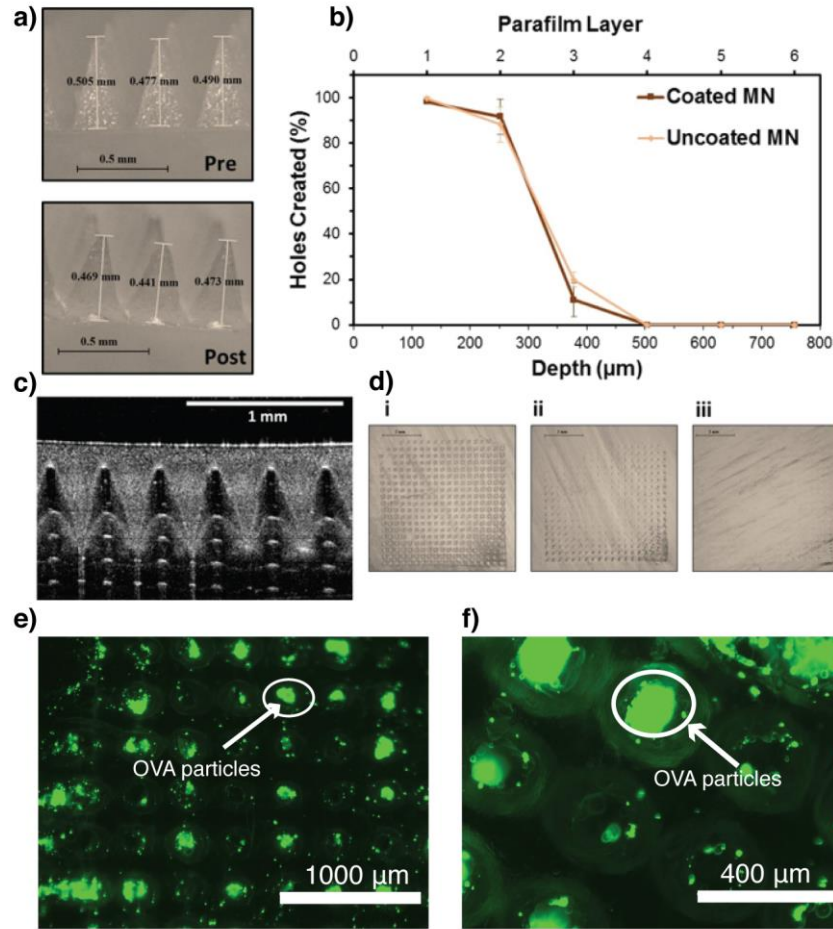 a)
0.505 mm
0.477 mm
0.490 mm
0.5 mm
Pre
0.469 mm
0.441 mm
0.473 mm
0.5 mm
Post
b)
Parafilm Layer
0 1 2 3 4 5 6
Holes Created (%)
100
80
60
40
20
0
Coated MN
Uncoated MN
0 100 200 300 400 500 600 700 800
Depth (µm)
c)
1 mm
d)
i
ii
iii
e)
OVA particles
1000 µm
f)
OVA particles
400 µm